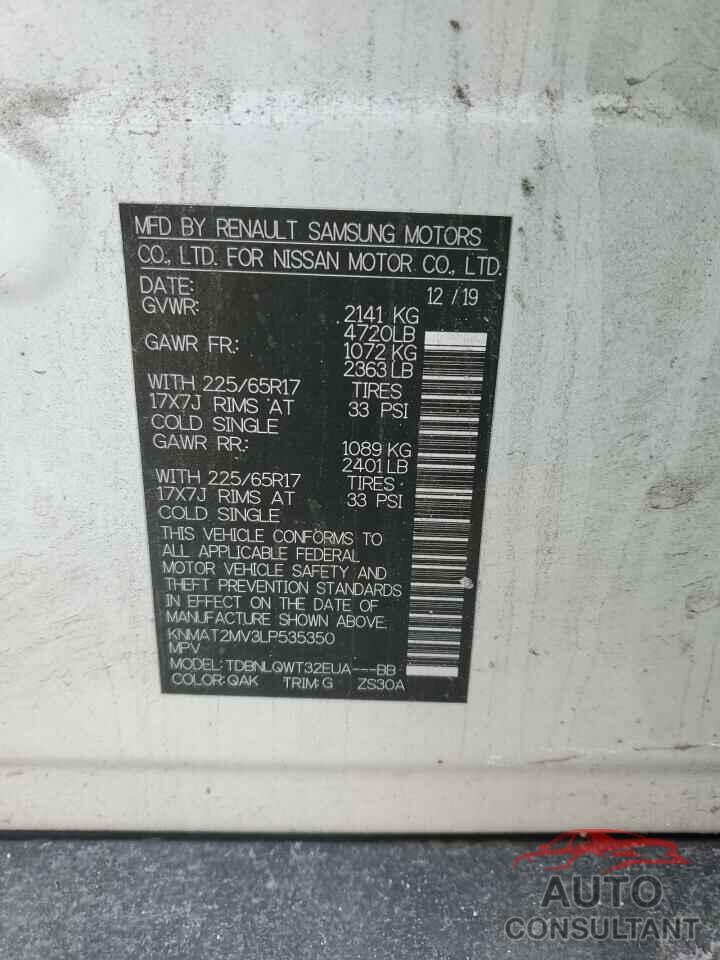 MFD BY RENAULT SAMSUNG MOTORS
CO., LTD. FOR NISSAN MOTOR CO., LTD.
DATE: 12 / 19
GVWR: 2141 KG
4720LB
GAWR FR.: 1072 KG
2363 LB
WITH 225/65R17 TIRES
17X7J RIMS AT 33 PSI
COLD SINGLE
GAWR RR.: 1089 KG
2401 LB
WITH 225/65R17 TIRES
17X7J RIMS AT 33 PSI
COLD SINGLE
THIS VEHICLE CONFORMS TO
ALL APPLICABLE FEDERAL
MOTOR VEHICLE SAFETY AND
THEFT PREVENTION STANDARDS
IN EFFECT ON THE DATE OF
MANUFACTURE SHOWN ABOVE.
KNMAT2MV3LP535350
MPV
MODEL: TDBNLQWT32EUA---BB
COLOR: QAK TRIM: G ZS30A
AUTO
CONSULTANT